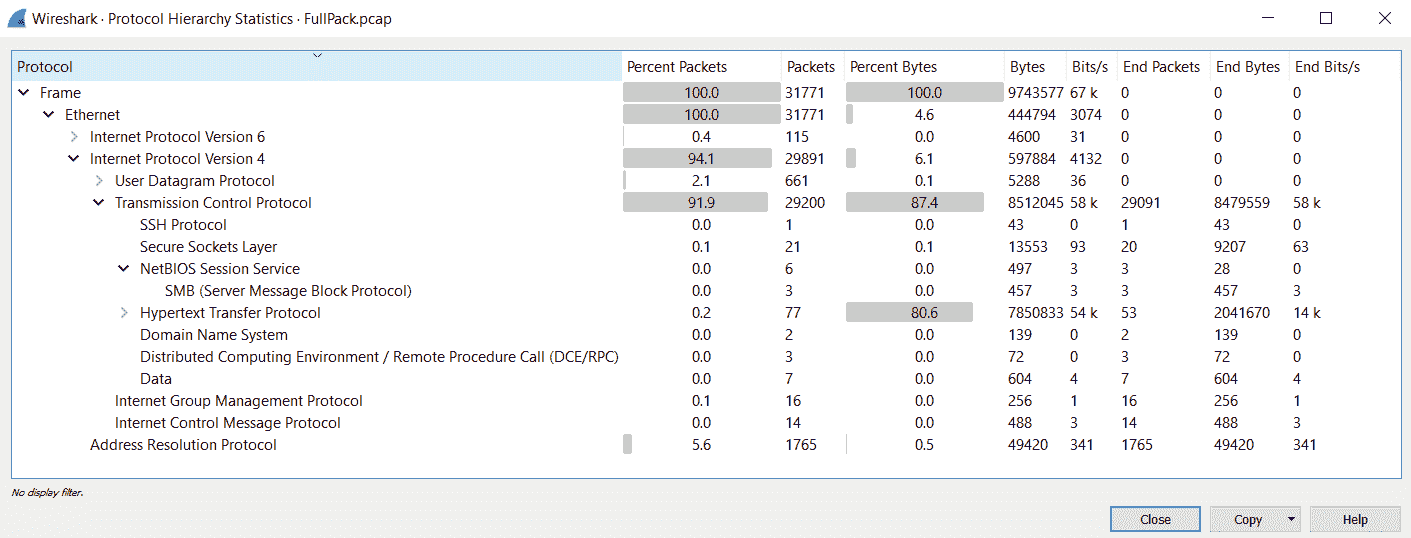 Wireshark · Protocol Hierarchy Statistics · FullPack.pcap
Protocol Percent Packets Packets Percent Bytes Bytes Bits/s End Packets End Bytes End Bits/s
Frame 100.0 31771 100.0 9743577 67 k 0 0 0
Ethernet 100.0 31771 4.6 444794 3074 0 0 0
Internet Protocol Version 6 0.4 115 0.0 4600 31 0 0 0
Internet Protocol Version 4 94.1 29891 6.1 597884 4132 0 0 0
User Datagram Protocol 2.1 661 0.1 5288 36 0 0 0
Transmission Control Protocol 91.9 29200 87.4 8512045 58 k 29091 8479559 58 k
SSH Protocol 0.0 1 0.0 43 0 1 43 0
Secure Sockets Layer 0.1 21 0.1 13553 93 20 9207 63
NetBIOS Session Service 0.0 6 0.0 497 3 3 28 0
SMB (Server Message Block Protocol) 0.0 3 0.0 457 3 3 457 3
Hypertext Transfer Protocol 0.2 77 80.6 7850833 54 k 53 2041670 14 k
Domain Name System 0.0 2 0.0 139 0 2 139 0
Distributed Computing Environment / Remote Procedure Call (DCE/RPC) 0.0 3 0.0 72 0 3 72 0
Data 0.0 7 0.0 604 4 7 604 4
Internet Group Management Protocol 0.1 16 0.0 256 1 16 256 1
Internet Control Message Protocol 0.0 14 0.0 488 3 14 488 3
Address Resolution Protocol 5.6 1765 0.5 49420 341 1765 49420 341
No display filter.
Close Copy Help